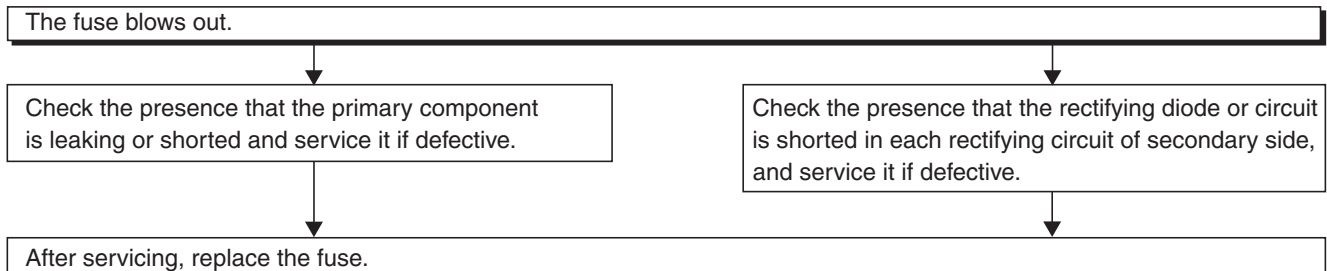 The fuse blows out.
Check the presence that the primary component
is leaking or shorted and service it if defective.
Check the presence that the rectifying diode or circuit
is shorted in each rectifying circuit of secondary side,
and service it if defective.
After servicing, replace the fuse.